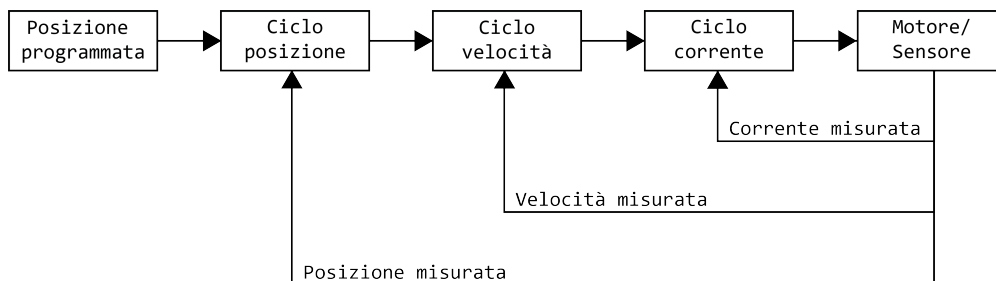 Posizione
programmata
Ciclo
posizione
Ciclo
velocità
Ciclo
corrente
Motore/
Sensore
Corrente misurata
Velocità misurata
Posizione misurata